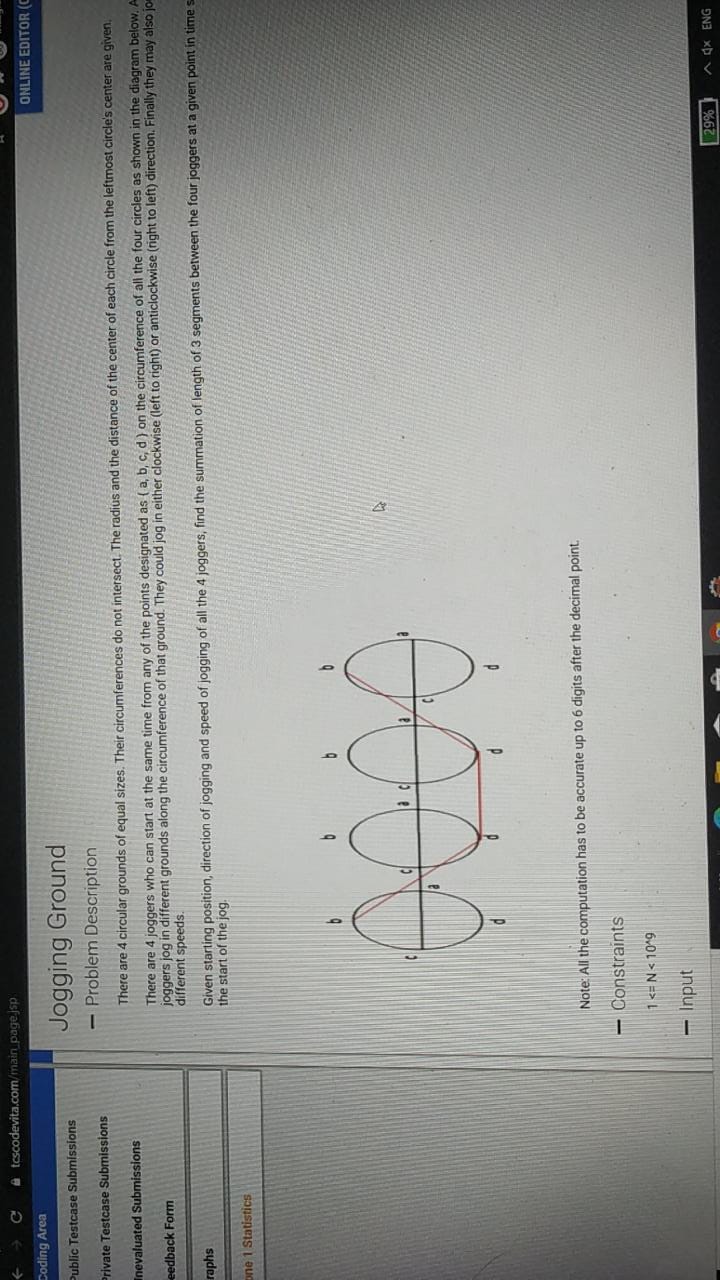 tcscodevita.com/main_page.jsp
ONLINE EDITOR (
Coding Area
Public Testcase Submissions
Private Testcase Submissions
Unevaluated Submissions
Feedback Form
raphs
one 1 Statistics
Jogging Ground
Problem Description
There are 4 circular grounds of equal sizes. Their circumferences do not intersect. The radius and the distance of the center of each circle from the leftmost circle's center are given.
There are 4 joggers who can start at the same time from any of the points designated as ( a, b, c, d ) on the circumference of all the four circles as shown in the diagram below. A
joggers jog in different grounds along the circumference of that ground. They could jog in either clockwise (left to right) or anticlockwise (right to left) direction. Finally they may also jo
different speeds.
Given starting position, direction of jogging and speed of jogging of all the 4 joggers, find the summation of length of 3 segments between the four joggers at a given point in time s
the start of the jog.
b b b b
c c a c a a
a c
d d d d
Note: All the computation has to be accurate up to 6 digits after the decimal point.
Constraints
1 <= N < 10^9
Input
29% ENG